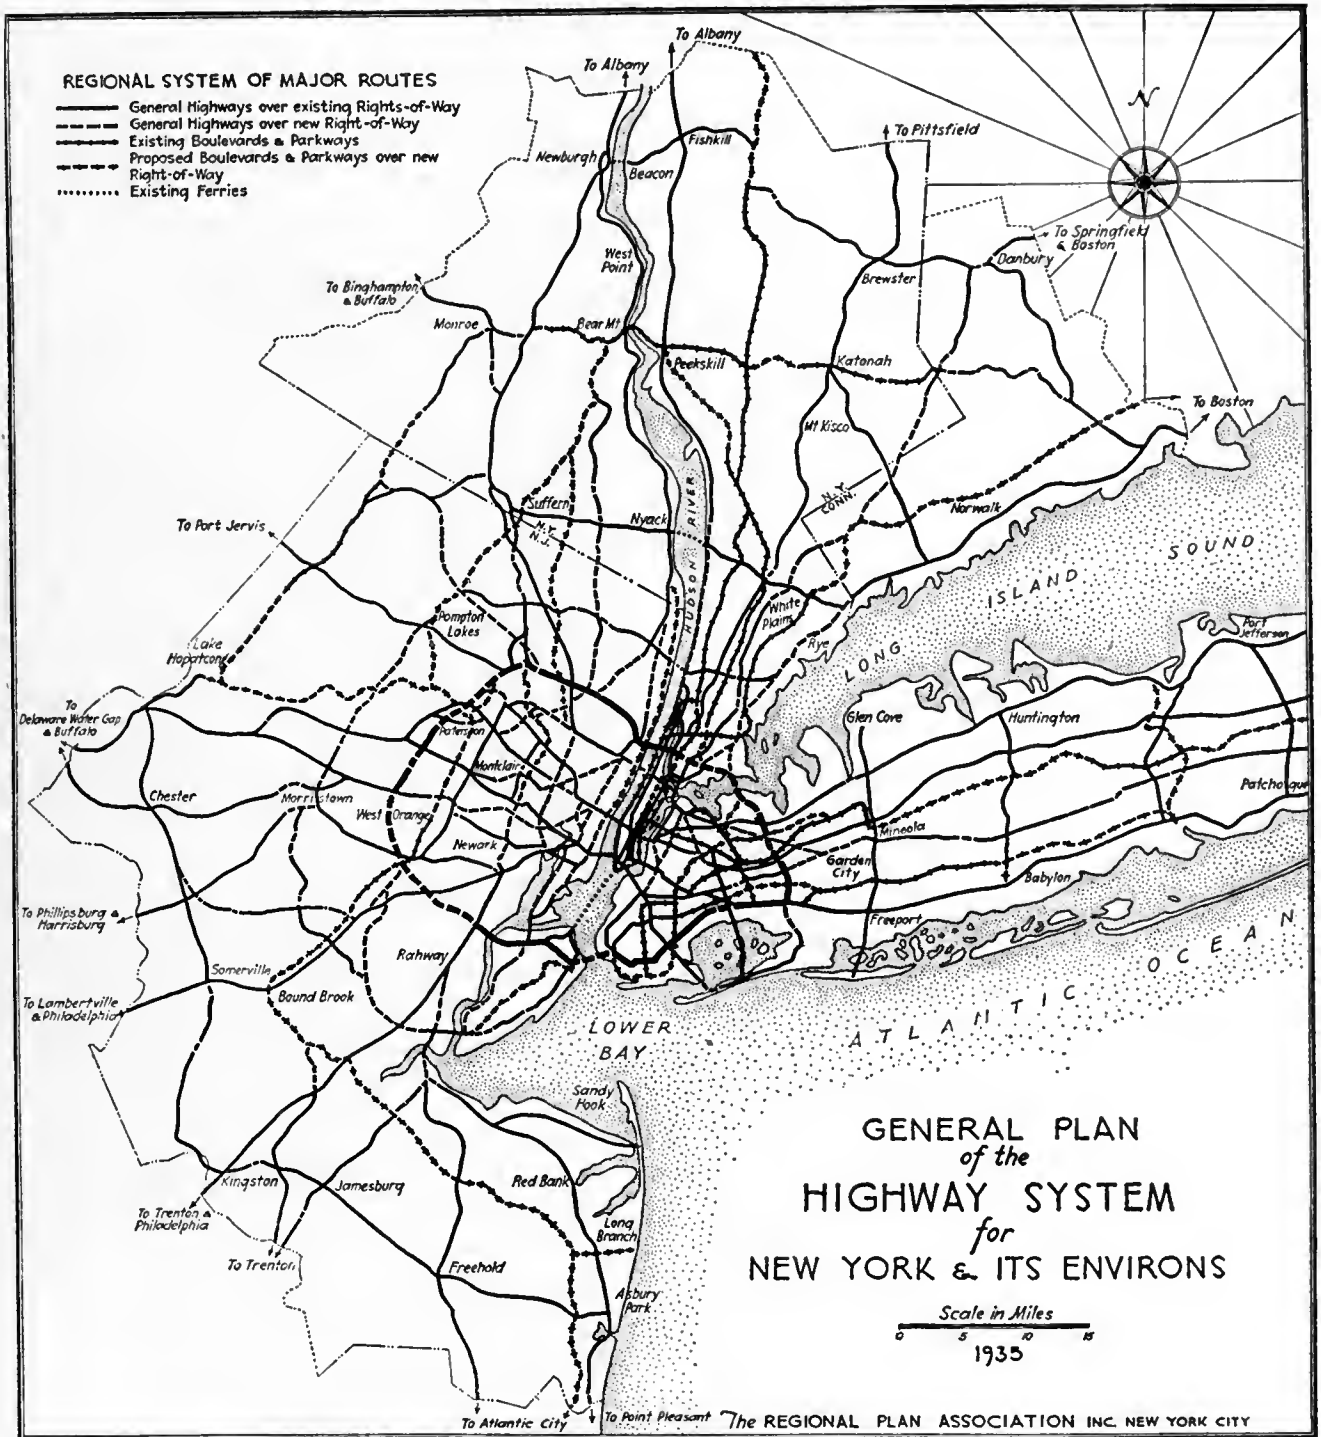 To Albany
To Albany
REGIONAL SYSTEM OF MAJOR ROUTES
General Highways over existing Rights-of-Way
General Highways over new Right-of-Way
Existing Boulevards & Parkways
Proposed Boulevards & Parkways over new
Right-of-Way
Existing Ferries
N
To Pittsfield
Newburgh
Fishkill
Beacon
To Springfield
& Boston
West
Point
Danbury
Brewster
To Binghampton
& Buffalo
Monroe
Bear Mt
Peekskill
Katonah
To Boston
Mt Kisco
N.Y.
CONN.
Norwalk
Suffern
Nyack
HUDSON RIVER
N.Y.
N.J.
To Port Jervis
LONG ISLAND SOUND
White
Plains
Pompton
Lakes
Rye
Port
Jefferson
Lake
Hopatcong
To
Delaware Water Gap
& Buffalo
Glen Cove
Huntington
Paterson
Montclair
Patchogue
Chester
Morristown
West Orange
Mineola
Newark
Garden
City
Babylon
To Phillipsburg &
Harrisburg
Freeport
Rahway
Somerville
Bound Brook
To Lambertville
& Philadelphia
ATLANTIC OCEAN
LOWER
BAY
Sandy
Hook
GENERAL PLAN
of the
HIGHWAY SYSTEM
for
NEW YORK & ITS ENVIRONS
Kingston
Jamesburg
Red Bank
To Trenton &
Philadelphia
Long
Branch
To Trenton
Freehold
Asbury
Park
Scale in Miles
0 5 10 15
1935
To Atlantic City
To Point Pleasant
The REGIONAL PLAN ASSOCIATION INC. NEW YORK CITY